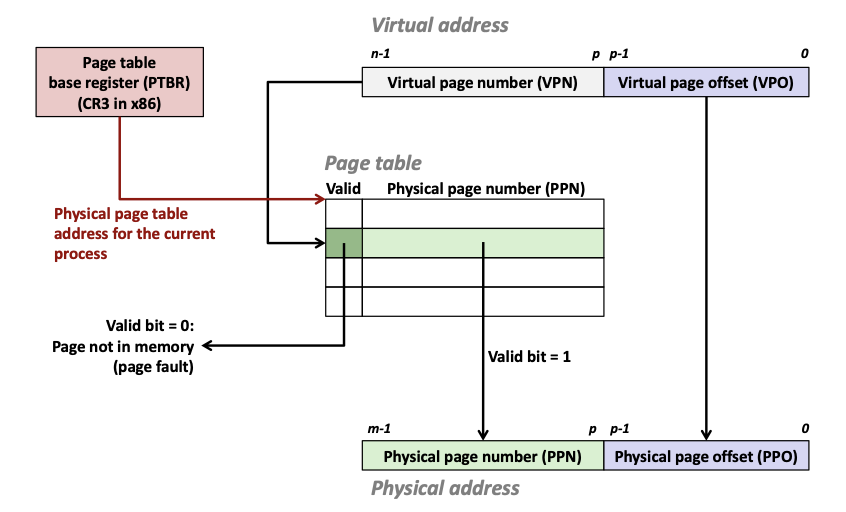 Virtual address
n-1 p p-1 0
Page table
base register (PTBR)
(CR3 in x86)
Virtual page number (VPN) Virtual page offset (VPO)
Page table
Valid Physical page number (PPN)
Physical page table
address for the current
process
Valid bit = 0:
Page not in memory
(page fault)
Valid bit = 1
m-1 p p-1 0
Physical page number (PPN) Physical page offset (PPO)
Physical address